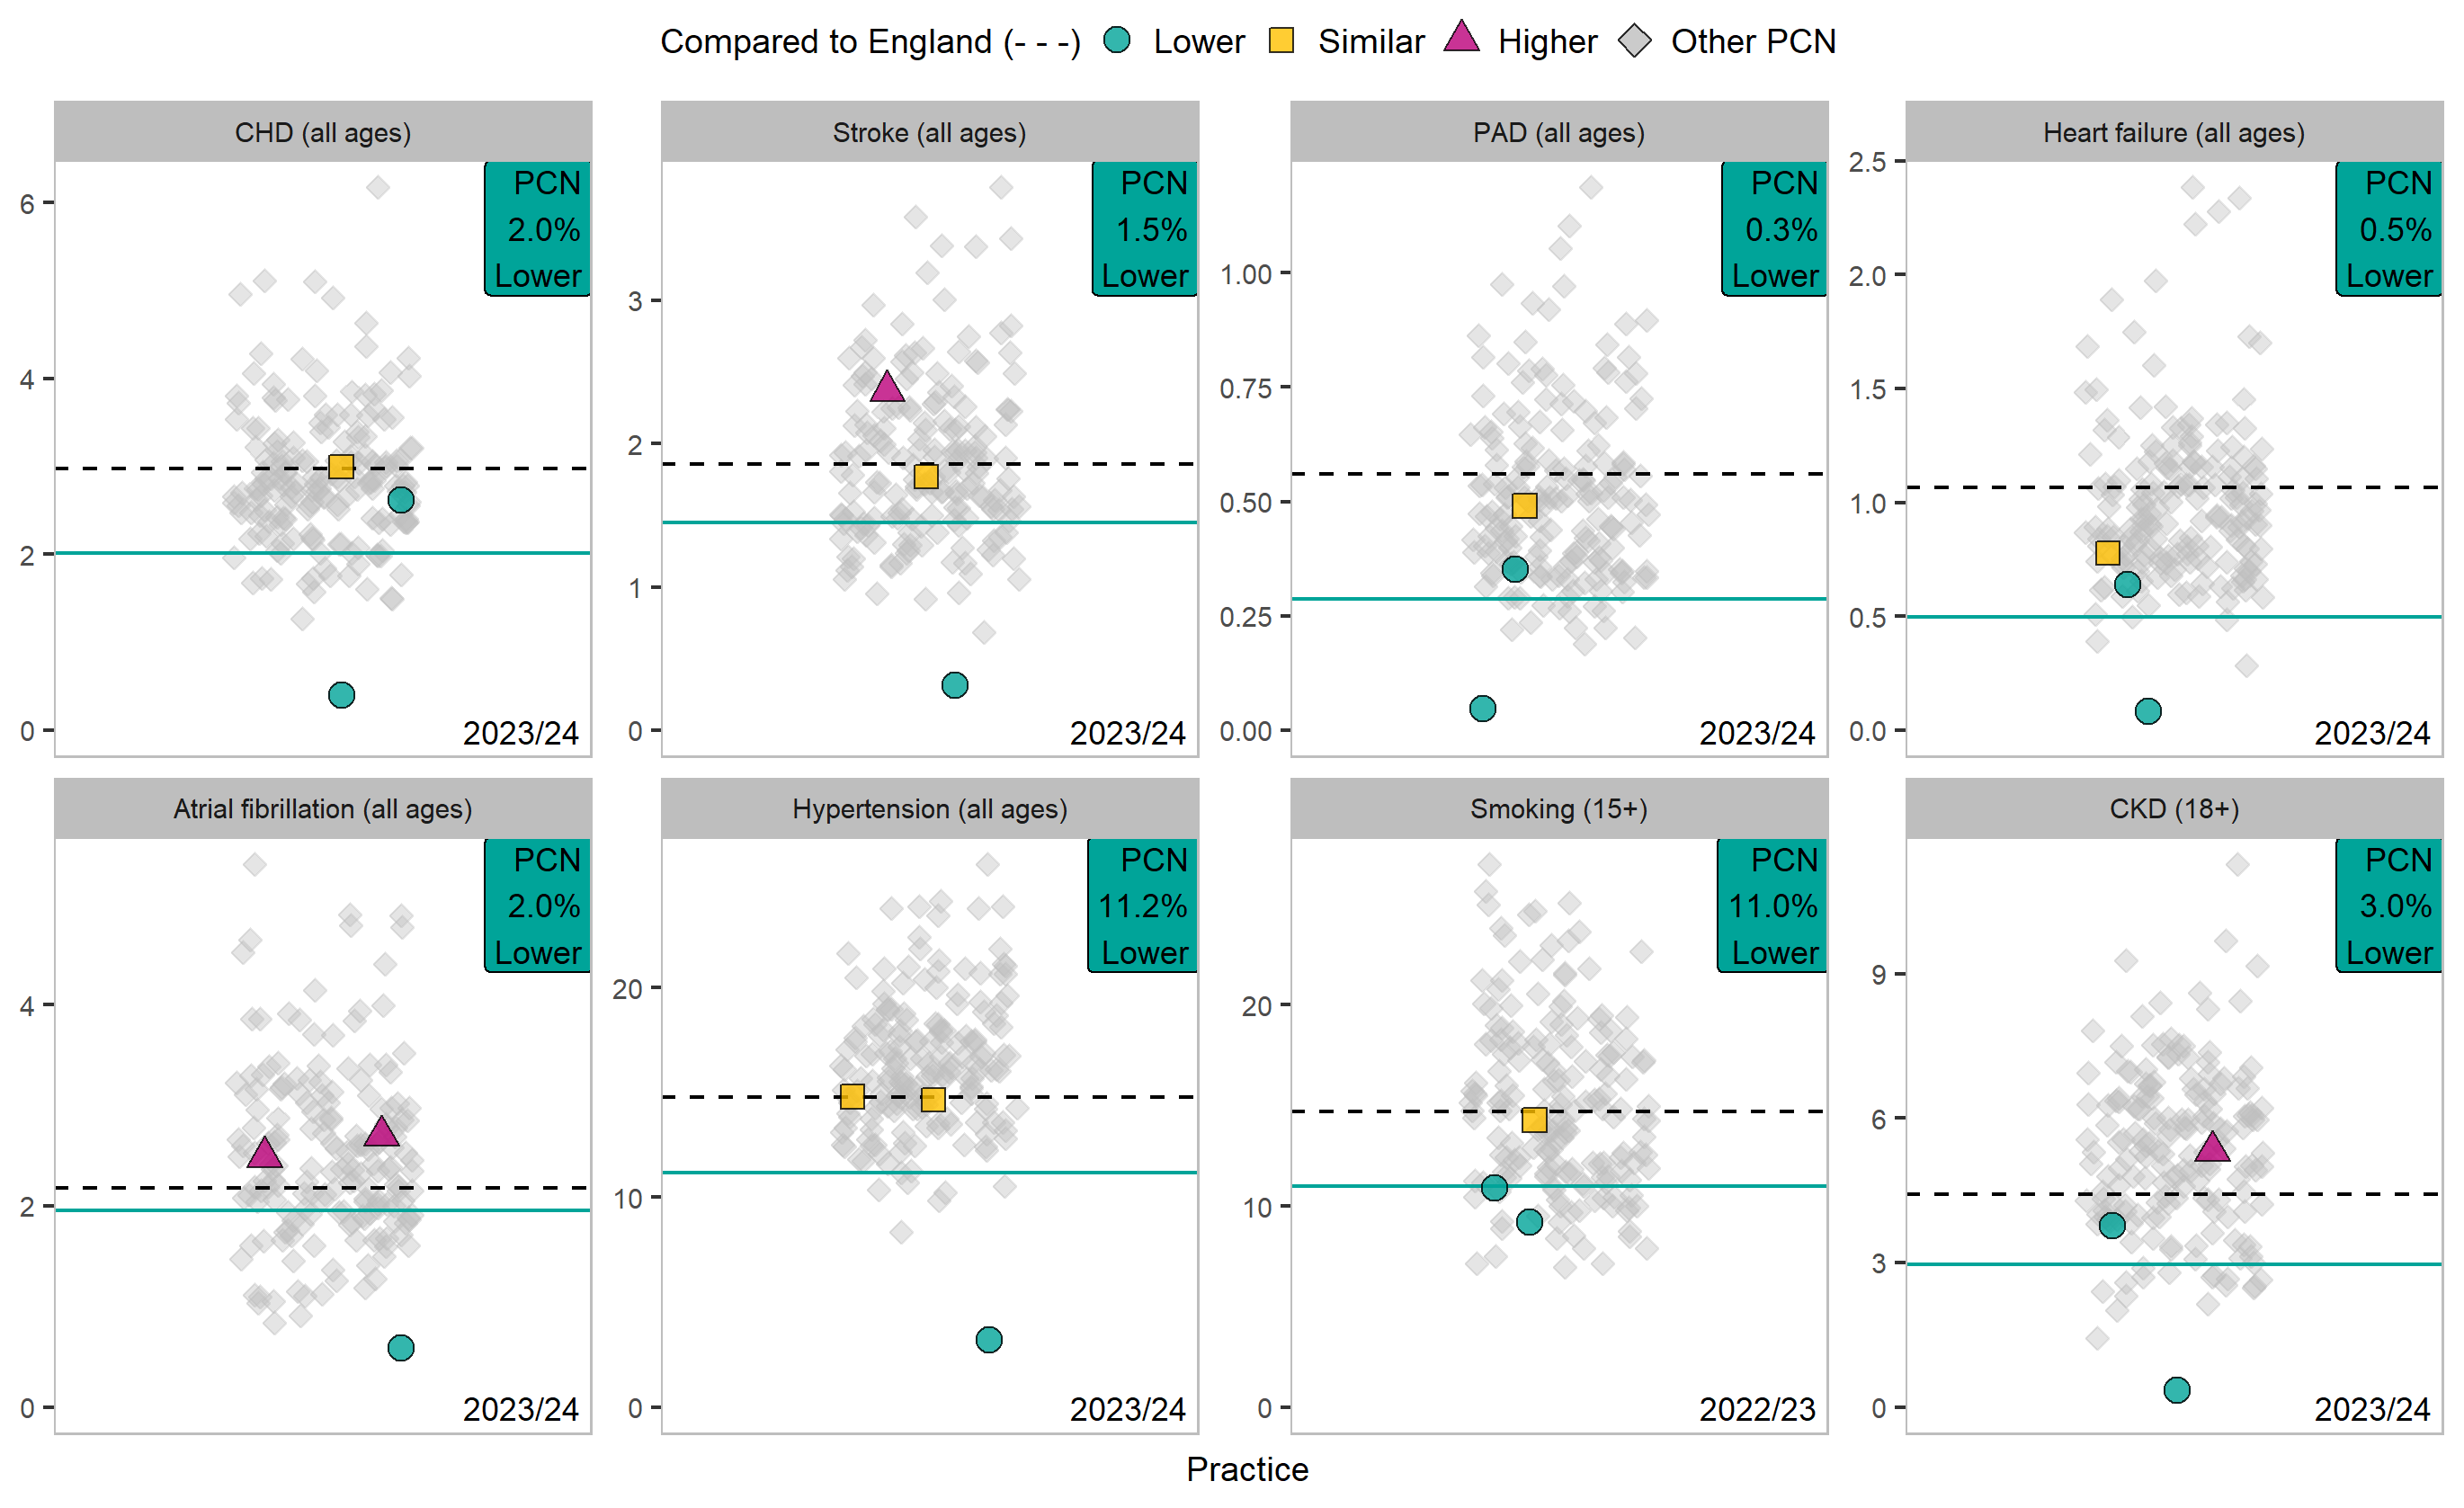 Compared to England (- - -) Lower Similar Higher Other PCN
CHD (all ages)
6
4
2
0
PCN
2.0%
Lower
2023/24
Stroke (all ages)
3
2
1
0
PCN
1.5%
Lower
2023/24
PAD (all ages)
1.00
0.75
0.50
0.25
0.00
PCN
0.3%
Lower
2023/24
Heart failure (all ages)
2.5
2.0
1.5
1.0
0.5
0.0
PCN
0.5%
Lower
2023/24
Atrial fibrillation (all ages)
4
2
0
PCN
2.0%
Lower
2023/24
Hypertension (all ages)
20
10
0
PCN
11.2%
Lower
2023/24
Smoking (15+)
20
10
0
PCN
11.0%
Lower
2022/23
CKD (18+)
9
6
3
0
PCN
3.0%
Lower
2023/24
Practice